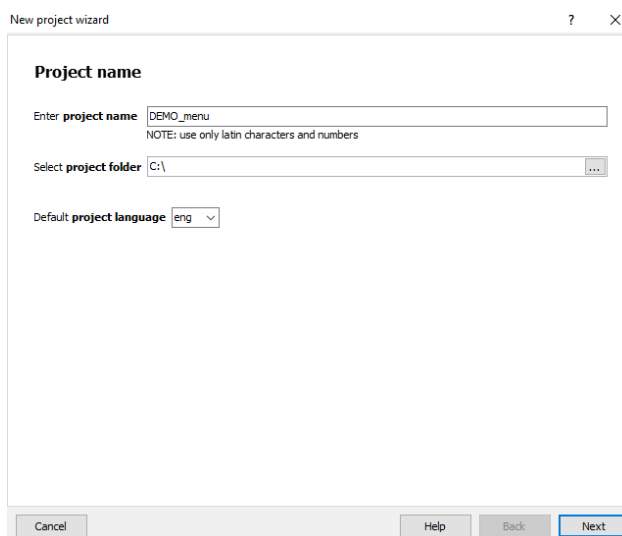 New project wizard ?
Project name
Enter project name DEMO_menu
NOTE: use only latin characters and numbers
Select project folder C:\ ...
Default project language eng
Cancel Help Back Next